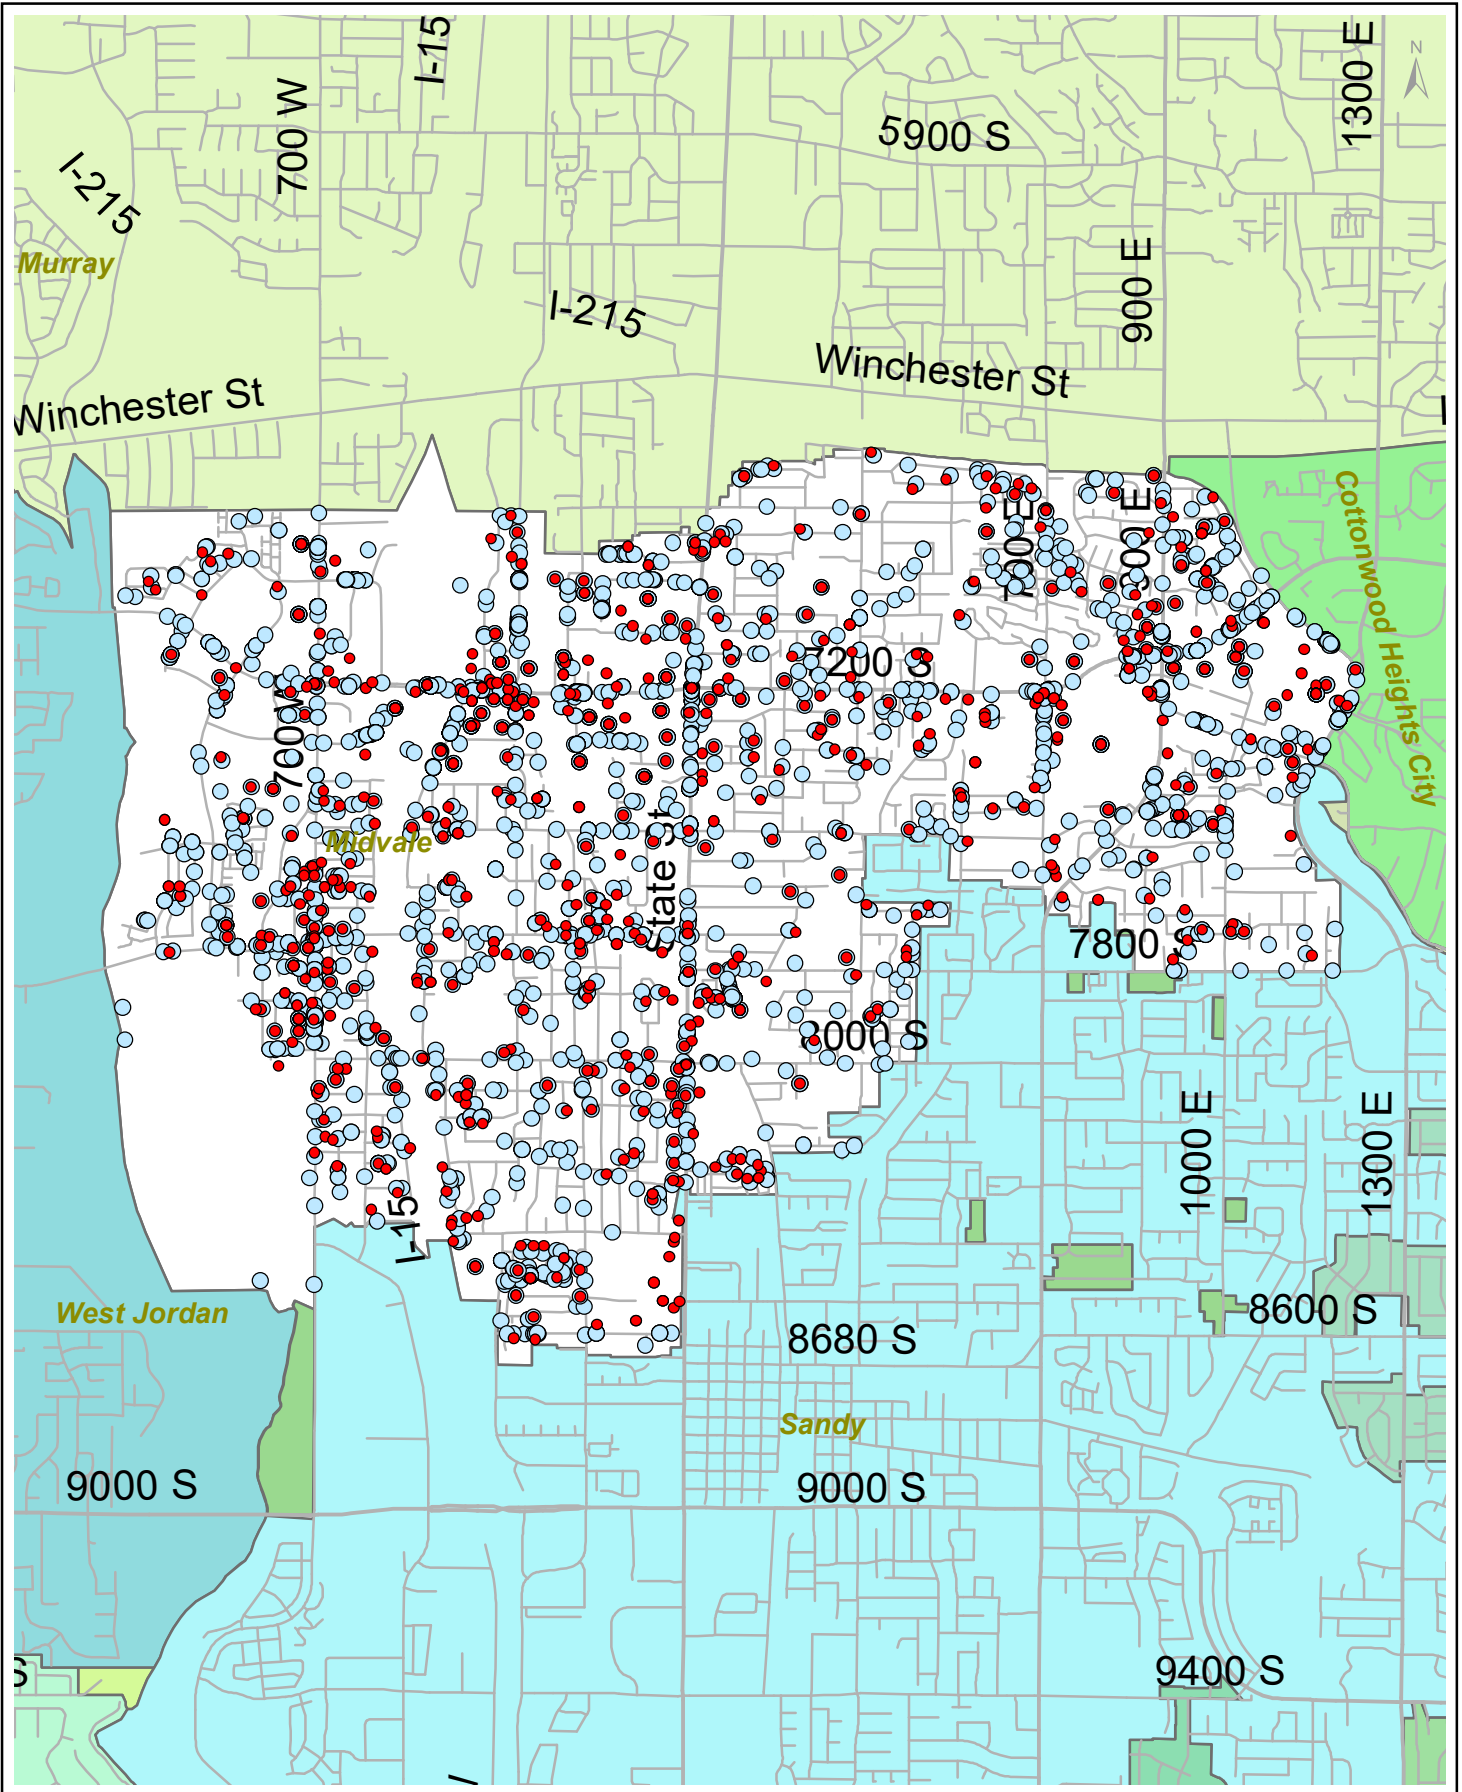 I-15
N
1300 E
700 W
5900 S
I-215
Murray
900 E
I-215
Winchester St
Winchester St
Cottonwood Heights City
700 E
900 E
7200 S
700 W
Midvale
State St
7800 S
8000 S
1000 E
1300 E
I-15
West Jordan
8600 S
8680 S
Sandy
9000 S
9000 S
9400 S
S